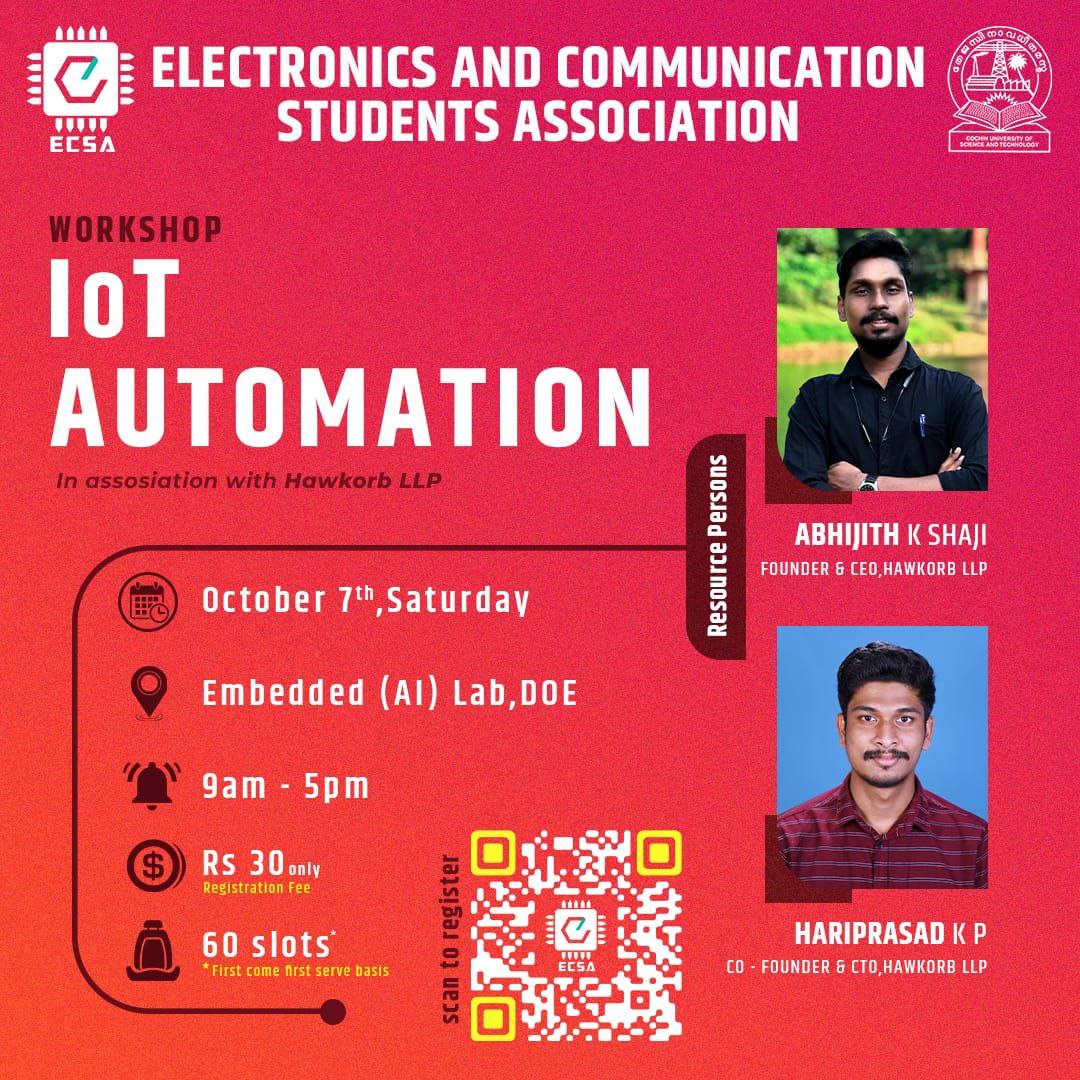 ELECTRONICS AND COMMUNICATION
STUDENTS ASSOCIATION
ECSA
തേജസ്വി നാവധീതമസ്തു
COCHIN UNIVERSITY OF
SCIENCE AND TECHNOLOGY
WORKSHOP
IoT
AUTOMATION
In assosiation with Hawkorb LLP
Resource Persons
ABHIJITH K SHAJI
FOUNDER & CEO,HAWKORB LLP
October 7th,Saturday
Embedded (AI) Lab,DOE
9am - 5pm
Rs 30 only
Registration Fee
60 slots*
*First come first serve basis
scan to register
ECSA
HARIPRASAD K P
CO - FOUNDER & CTO,HAWKORB LLP